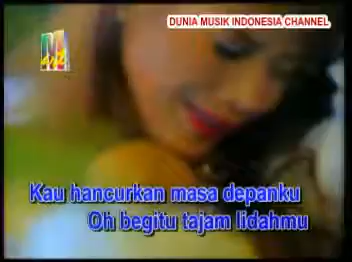 DUNIA MUSIK INDONESIA CHANNEL
Kau hancurkan masa depanku
Oh begitu tajam lidahmu